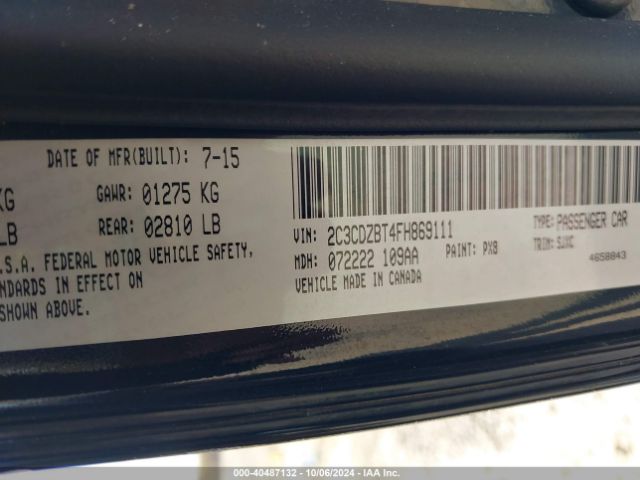 DATE OF MFR(BUILT): 7-15
KG GAWR: 01275 KG
LB REAR: 02810 LB
.S.A. FEDERAL MOTOR VEHICLE SAFETY,
NDARDS IN EFFECT ON
SHOWN ABOVE.
VIN: 2C3CDZBT4FH869111 TYPE: PASSENGER CAR
MDH: 072222 109AA PAINT: PX8 TRIM: SJXC
VEHICLE MADE IN CANADA 4658843
000-40487132 - 10/06/2024 - IAA Inc.